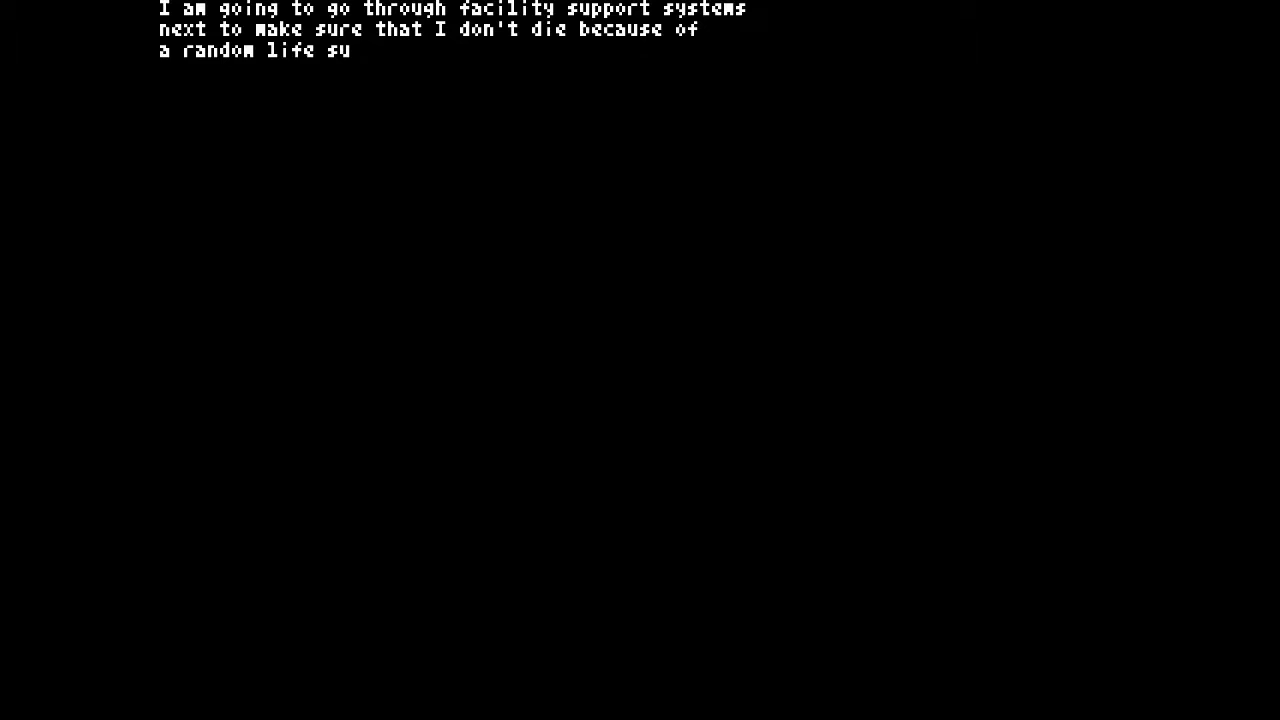 I am going to go through facility support systems
next to make sure that I don't die because of
a random life su